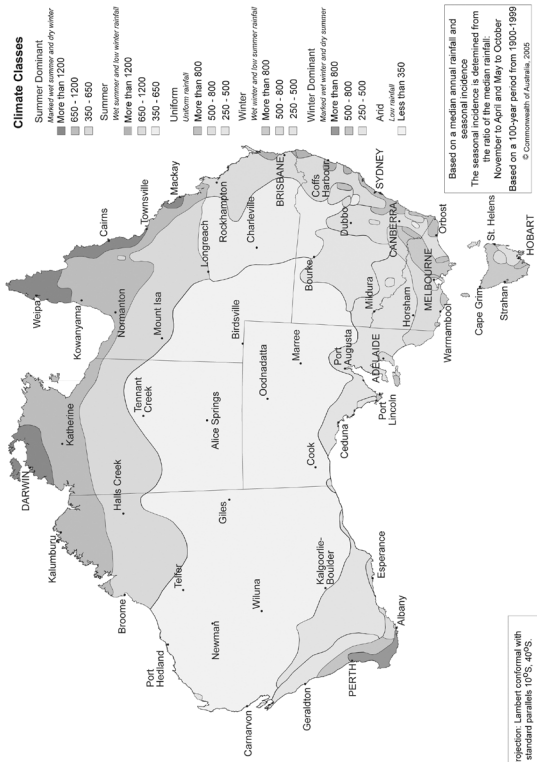 Climate Classes
Summer Dominant
Marked wet summer and dry winter
More than 1200
650 - 1200
350 - 650
Summer
Wet summer and low winter rainfall
More than 1200
650 - 1200
350 - 650
Uniform
Uniform rainfall
More than 800
500 - 800
250 - 500
Winter
Wet winter and low summer rainfall
More than 800
500 - 800
250 - 500
Winter Dominant
Marked wet winter and dry summer
More than 800
500 - 800
250 - 500
Arid
Low rainfall
Less than 350
Based on a median annual rainfall and
seasonal incidence
The seasonal incidence is detemined from
the ratio of the median rainfall:
November to April and May to October
Based on a 100-year period from 1900-1999
© Commonwealth of Australia, 2005
DARWIN
Katherine
Kalumburu
Halls Creek
Broome
Port
Hedland
Telfer
Newman
Wiluna
Giles
Carnarvon
Geraldton
PERTH
Kalgoorlie-
Boulder
Esperance
Albany
Tennant
Creek
Alice Springs
Weipa
Kowanyama
Normanton
Mount Isa
Cairns
Townsville
Mackay
Longreach
Rockhampton
Charleville
BRISBANE
Birdsville
Oodnadatta
Marree
Cook
Ceduna
Port
Augusta
Port
Lincoln
ADELAIDE
Bourke
Coffs
Harbour
Dubbo
SYDNEY
CANBERRA
Mildura
Horsham
MELBOURNE
Orbost
Warrnambool
Cape Grim
St. Helens
Strahan
HOBART
rojection: Lambert conformal with
standard parallels 10°S, 40°S.